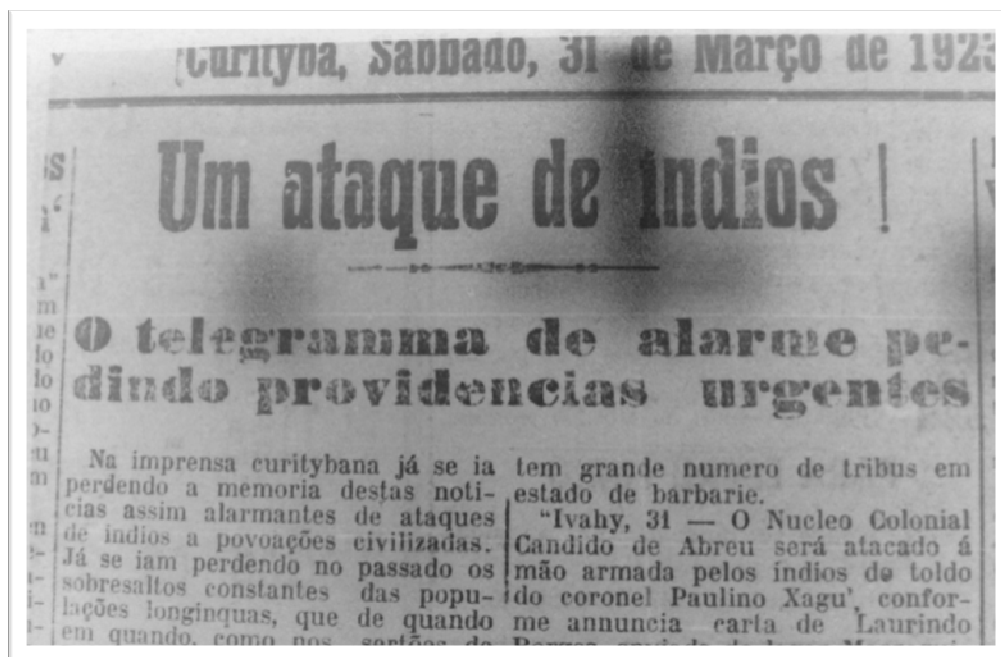 Curityba, Sabbado, 31 de Março de 1923
Um ataque de indios !
O telegramma de alarme pe-
dindo providencias urgentes
Na imprensa curitybana já se ia
perdendo a memoria destas noti-
cias assim alarmantes de ataques
de indios a povoações civilizadas.
Já se iam perdendo no passado os
sobresaltos constantes das popu-
lações longinquas, que de quando
em quando, como nos sertões de
tem grande numero de tribus em
estado de barbarie.
"Ivahy, 31 — O Nucleo Colonial
Candido de Abreu será atacado á
mão armada pelos índios de toldo
do coronel Paulino Xagu', confor-
me annuncia carta de Laurindo